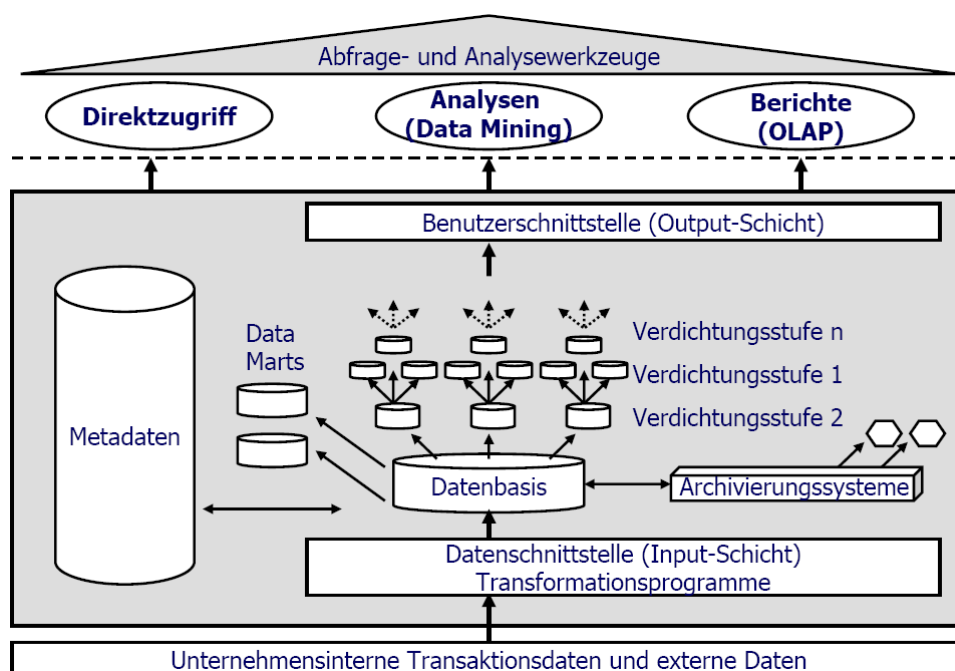 Abfrage- und Analysewerkzeuge
Direktzugriff
Analysen
(Data Mining)
Berichte
(OLAP)
Benutzerschnittstelle (Output-Schicht)
Data
Marts
Verdichtungsstufe n
Verdichtungsstufe 1
Verdichtungsstufe 2
Metadaten
Datenbasis
Archivierungssysteme
Datenschnittstelle (Input-Schicht)
Transformationsprogramme
Unternehmensinterne Transaktionsdaten und externe Daten